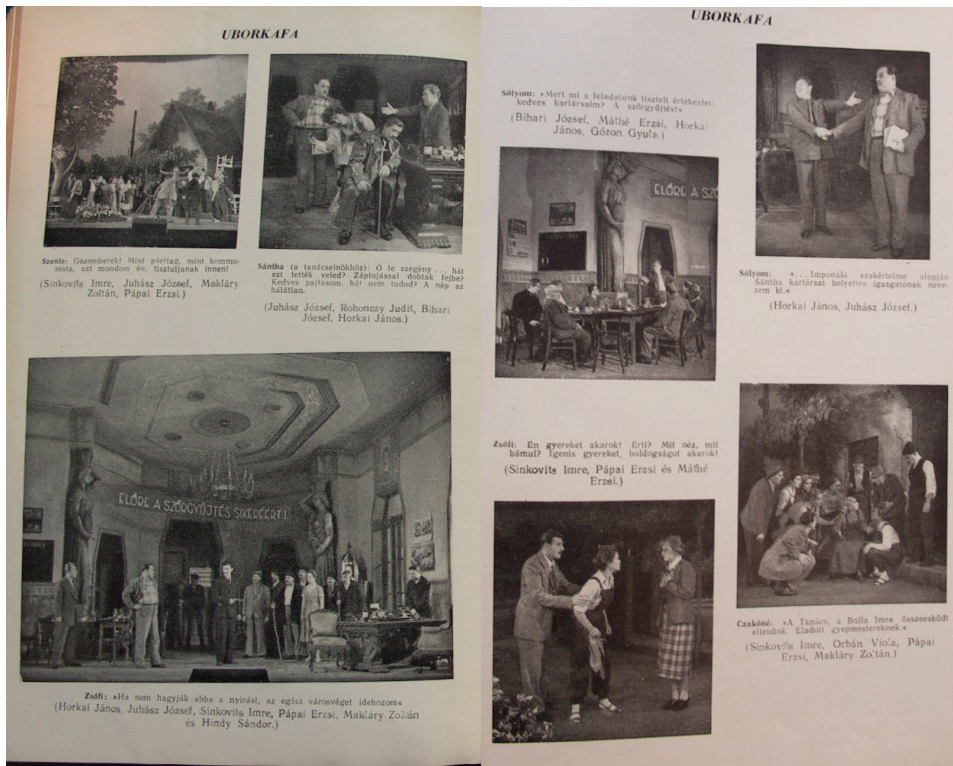 UBORKAFA
Szente: Gazemberek! Mint párttag, mint kommu-
nista, azt mondom én, tisztuljanak innen!
(Sinkovits Imre, Juhász József, Makláry
Zoltán, Pápai Erzsi.)
Sántha (a tanácselnökhöz): Ó te szegény... hát
ezt tették veled? Záptojással dobtak fejbe?
Kedves pajtásom, hát nem tudod? A nép az
hálátlan.
(Juhász József, Rohonczy Judit, Bihari
József, Horkai János.)
ELŐRE A SZŐRGYŰJTÉS SIKERÉÉRT!
Zsófi: »Ha nem hagyják abba a nyírást, az egész városvéget idehozom«
(Horkai János, Juhász József, Sinkovits Imre, Pápai Erzsi, Makláry Zoltán
és Hindy Sándor.)
UBORKAFA
Sólyom: »Mert mi a feladatunk tisztelt értekezlet;
kedves kartársaim? A szőrgyűjtés!«
(Bihari József, Máthé Erzsi, Horkai
János, Gózon Gyula.)
ELŐRE A SZŐ
Sólyom: »...Imponáló szakértelme alapján
Sántha kartársat helyettes igazgatónak neve-
zem ki.«
(Horkai János, Juhász József.)
Zsófi: Én gyereket akarok! Érti? Mit néz, mit
bámul? Igenis gyereket, boldogságot akarok!
(Sinkovits Imre, Pápai Erzsi és Máthé
Erzsi.)
Czakóné: »A Tanács, a Bolla Imre összeesküdt
ellenünk. Eladott gyepmestereknek.«
(Sinkovits Imre, Orbán Viola, Pápai
Erzsi, Makláry Zoltán.)